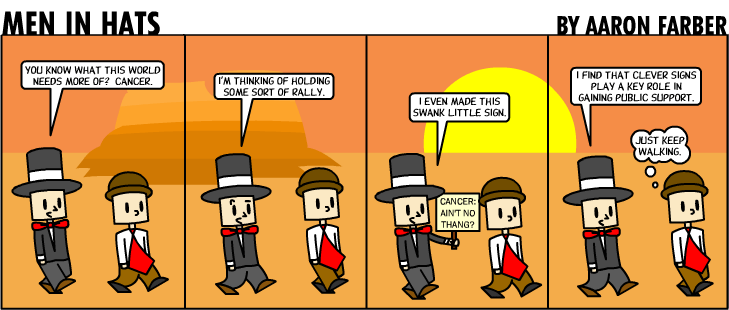 MEN IN HATS
BY AARON FARBER
YOU KNOW WHAT THIS WORLD
NEEDS MORE OF? CANCER.
I'M THINKING OF HOLDING
SOME SORT OF RALLY.
I EVEN MADE THIS
SWANK LITTLE SIGN.
CANCER:
AIN'T NO
THANG?
I FIND THAT CLEVER SIGNS
PLAY A KEY ROLE IN
GAINING PUBLIC SUPPORT.
JUST KEEP
WALKING.